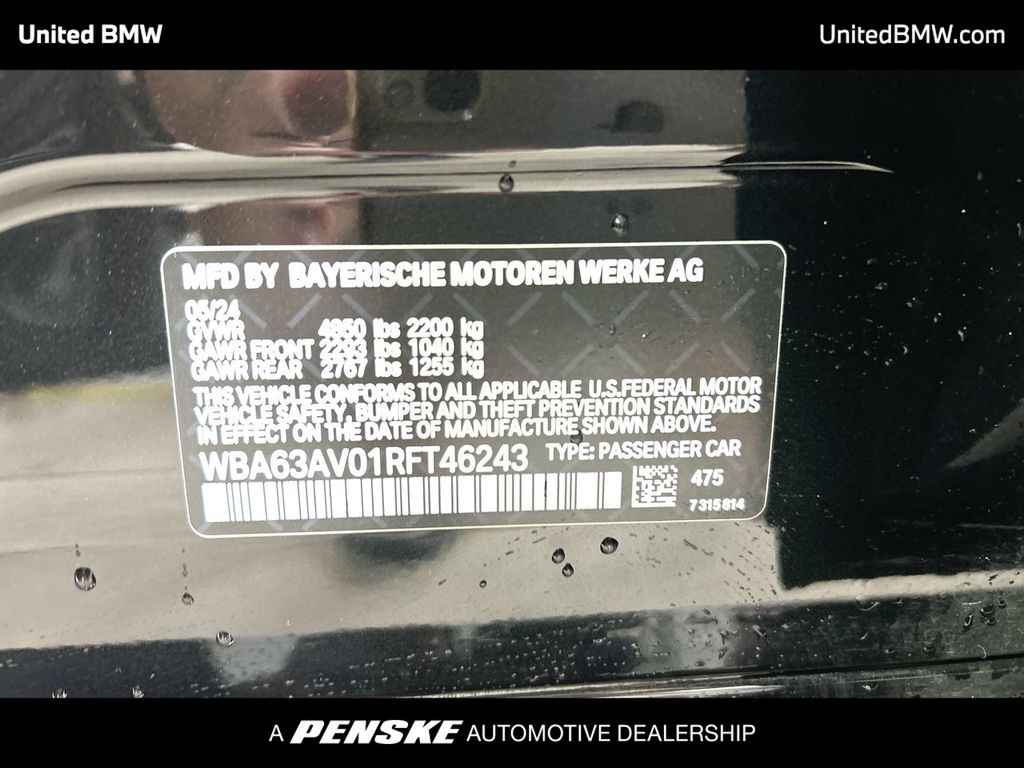 United BMW
UnitedBMW.com
MFD BY BAYERISCHE MOTOREN WERKE AG
05/24
GVWR 4850 lbs 2200 kg
GAWR FRONT 2293 lbs 1040 kg
GAWR REAR 2767 lbs 1255 kg
THIS VEHICLE CONFORMS TO ALL APPLICABLE U.S.FEDERAL MOTOR
VEHICLE SAFETY, BUMPER AND THEFT PREVENTION STANDARDS
IN EFFECT ON THE DATE OF MANUFACTURE SHOWN ABOVE.
WBA63AV01RFT46243 TYPE: PASSENGER CAR
475
7315814
A PENSKE AUTOMOTIVE DEALERSHIP